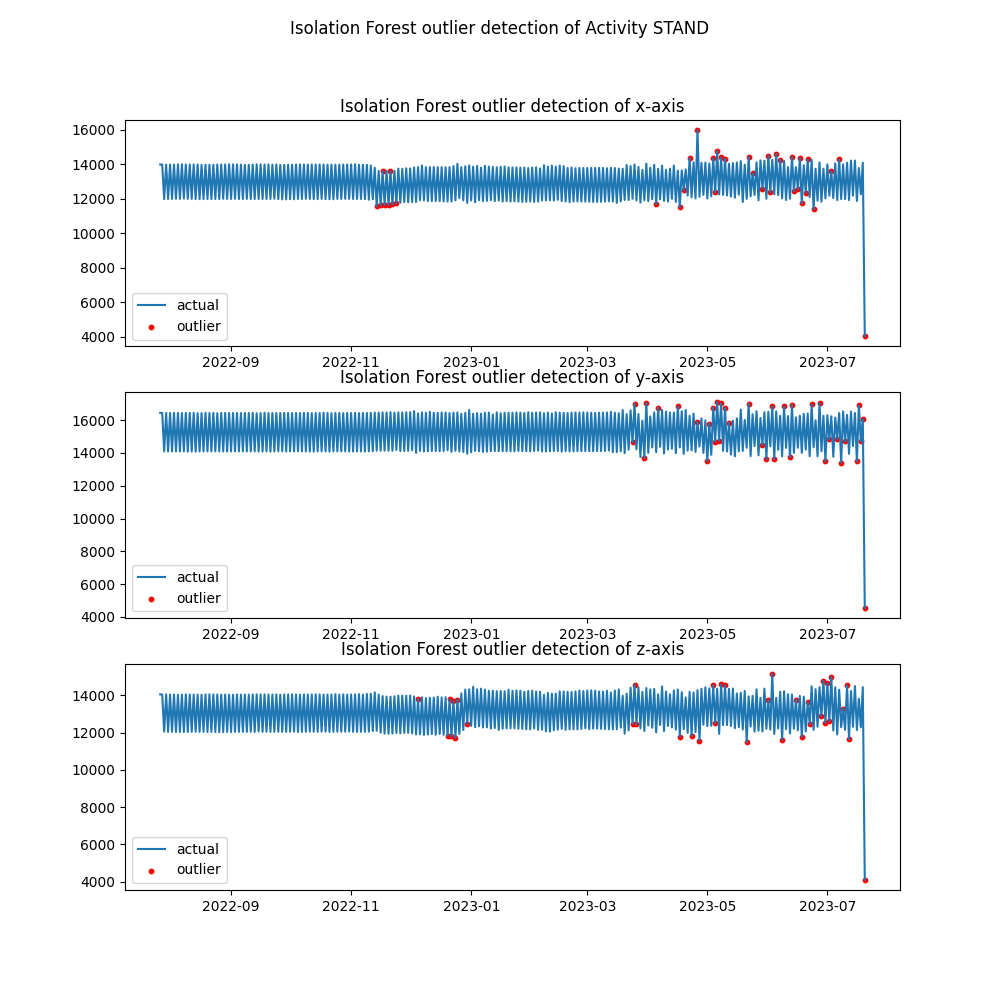 Isolation Forest outlier detection of Activity STAND
Isolation Forest outlier detection of x-axis
16000
14000
12000
10000
8000
6000
4000
actual
outlier
2022-09 2022-11 2023-01 2023-03 2023-05 2023-07
Isolation Forest outlier detection of y-axis
16000
14000
12000
10000
8000
6000
4000
actual
outlier
2022-09 2022-11 2023-01 2023-03 2023-05 2023-07
Isolation Forest outlier detection of z-axis
14000
12000
10000
8000
6000
4000
actual
outlier
2022-09 2022-11 2023-01 2023-03 2023-05 2023-07